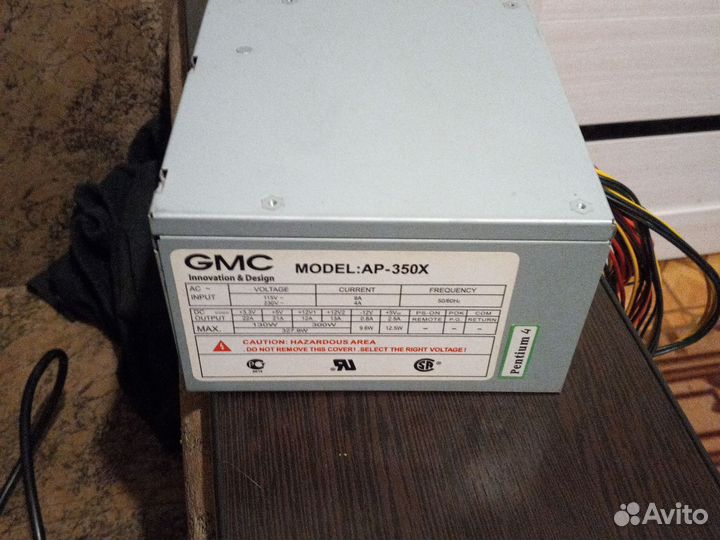 GMC
Innovation & Design
MODEL:AP-350X
AC ~ INPUT VOLTAGE CURRENT FREQUENCY
115V ~ 8A 50/60Hz
230V ~ 4A
DC OUTPUT +3.3V +5V +12V1 +12V2 -12V +5Vsb PS-ON POK COM
22A 21A 12A 13A 0.8A 2.5A REMOTE P.G. RETURN
MAX. 130W 300W 9.6W 12.5W – – –
327.9W
CAUTION: HAZARDOUS AREA
DO NOT REMOVE THIS COVER! .SELECT THE RIGHT VOLTAGE!
Pentium 4
Avito